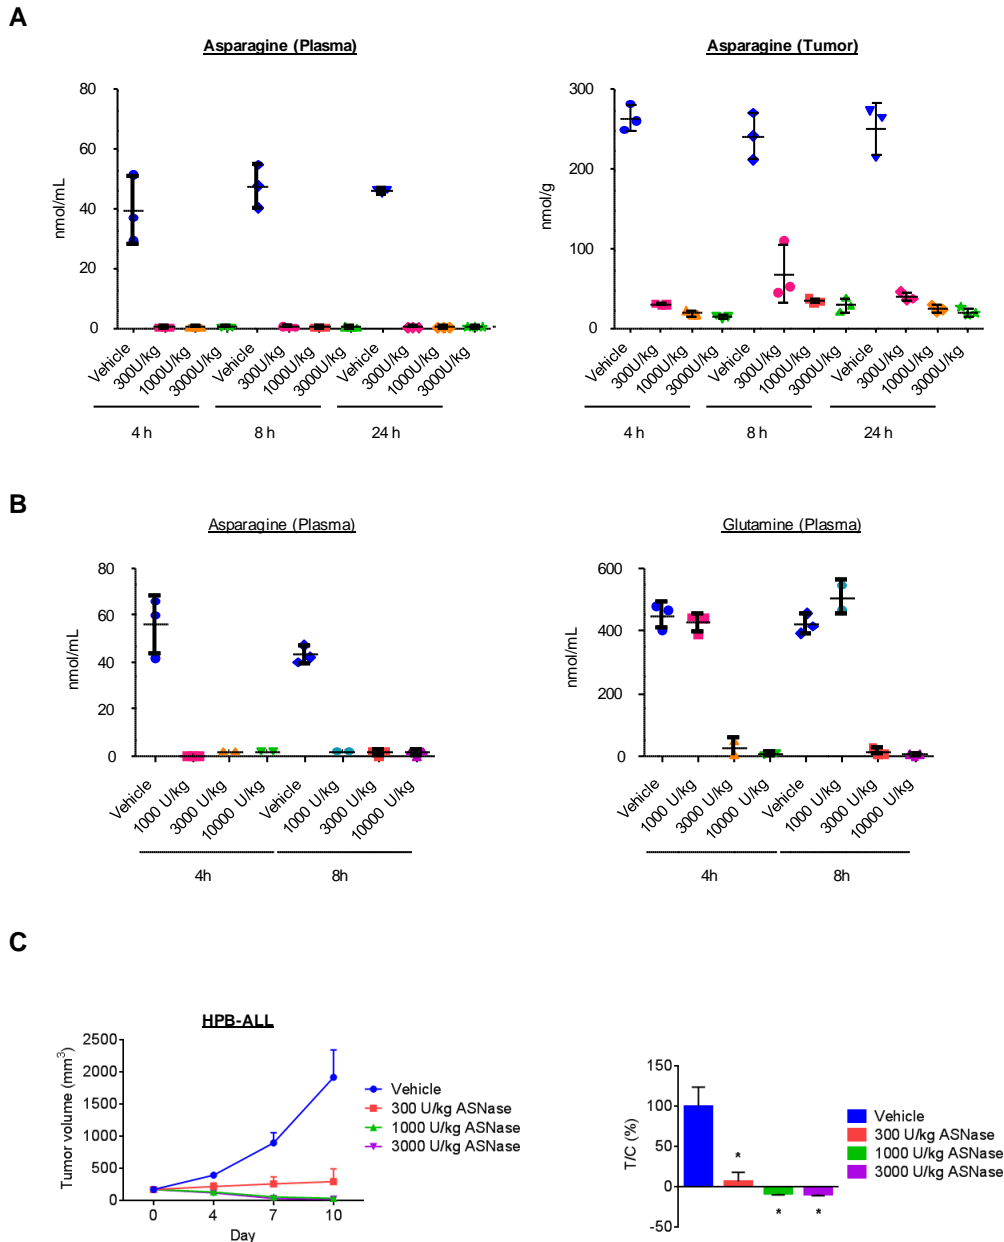 A
Asparagine (Plasma)
80
60
40
20
0
nmol/mL
Vehicle
300U/kg
1000U/kg
3000U/kg
Vehicle
300U/kg
1000U/kg
3000U/kg
Vehicle
300U/kg
1000U/kg
3000U/kg
4 h
8 h
24 h
Asparagine (Tumor)
300
200
100
0
nmol/g
Vehicle
300U/kg
1000U/kg
3000U/kg
Vehicle
300U/kg
1000U/kg
3000U/kg
Vehicle
300U/kg
1000U/kg
3000U/kg
4 h
8 h
24 h
B
Asparagine (Plasma)
80
60
40
20
0
nmol/mL
Vehicle
1000 U/kg
3000 U/kg
10000 U/kg
Vehicle
1000 U/kg
3000 U/kg
10000 U/kg
4h
8h
Glutamine (Plasma)
600
400
200
0
nmol/mL
Vehicle
1000 U/kg
3000 U/kg
10000 U/kg
Vehicle
1000 U/kg
3000 U/kg
10000 U/kg
4h
8h
C
HPB-ALL
2500
2000
1500
1000
500
0
Tumor volume (mm³)
0
4
7
10
Day
Vehicle
300 U/kg ASNase
1000 U/kg ASNase
3000 U/kg ASNase
150
100
50
0
-50
T/C (%)
*
*
*
Vehicle
300 U/kg ASNase
1000 U/kg ASNase
3000 U/kg ASNase